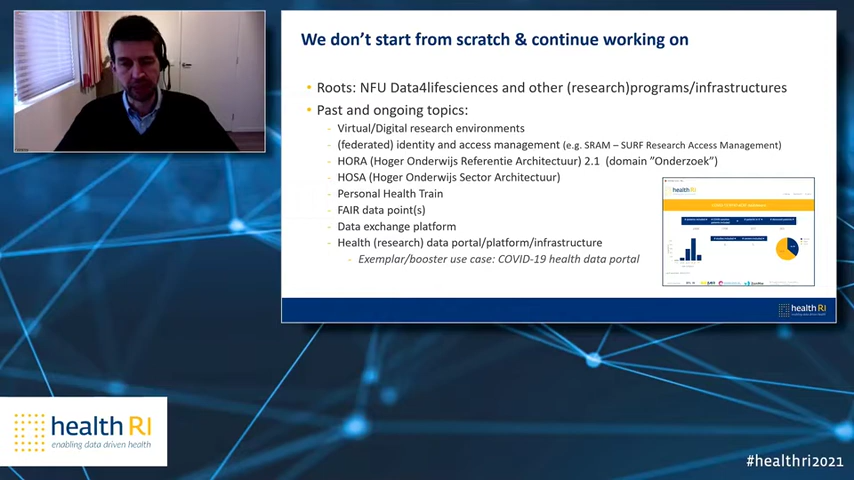 We don't start from scratch & continue working on
• Roots: NFU Data4lifesciences and other (research)programs/infrastructures
• Past and ongoing topics:
- Virtual/Digital research environments
- (federated) identity and access management (e.g. SRAM – SURF Research Access Management)
- HORA (Hoger Onderwijs Referentie Architectuur) 2.1 (domain ”Onderzoek”)
- HOSA (Hoger Onderwijs Sector Architectuur)
- Personal Health Train
- FAIR data point(s)
- Data exchange platform
- Health (research) data portal/platform/infrastructure
- Exemplar/booster use case: COVID-19 health data portal
health RI
health RI
health RI
enabling data driven health
#healthri2021